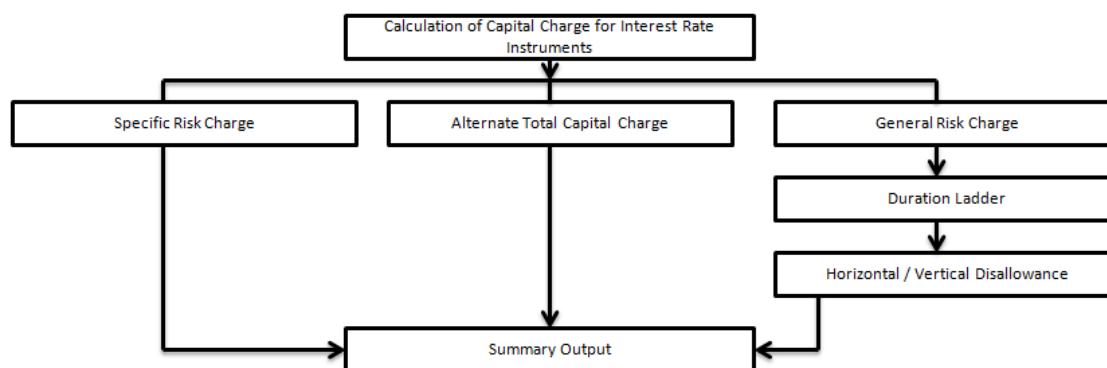 Calculation of Capital Charge for Interest Rate
Instruments
Specific Risk Charge
Alternate Total Capital Charge
General Risk Charge
Duration Ladder
Horizontal / Vertical Disallowance
Summary Output